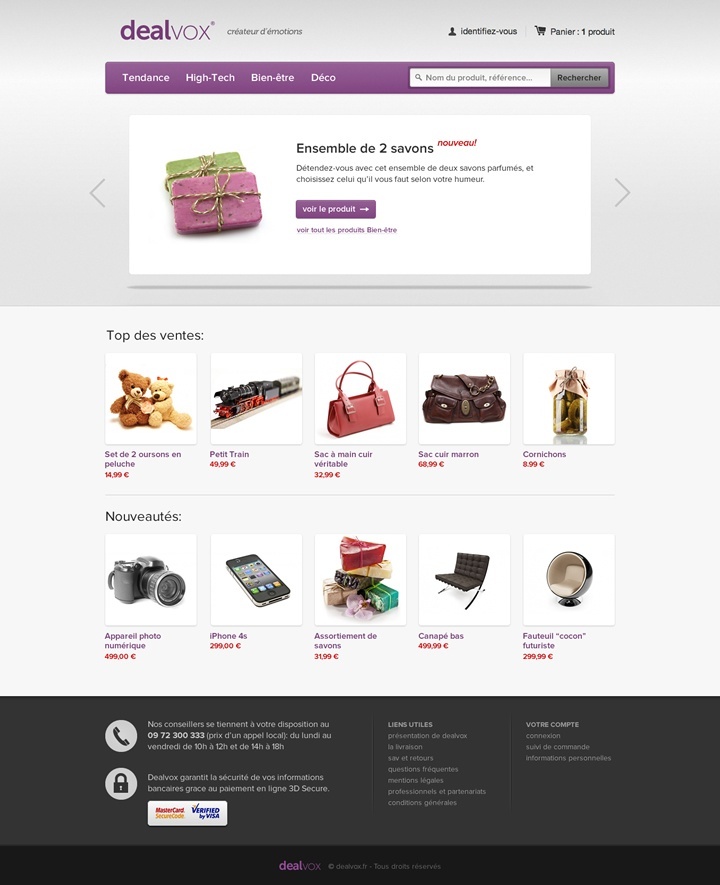 dealvox® créateur d'émotions
identifiez-vous
Panier : 1 produit
Tendance High-Tech Bien-être Déco
Nom du produit, référence...
Rechercher
Ensemble de 2 savons nouveau!
Détendez-vous avec cet ensemble de deux savons parfumés, et
choisissez celui qu'il vous faut selon votre humeur.
voir le produit →
voir tout les produits Bien-être
Top des ventes:
Set de 2 oursons en
peluche
14,99 €
Petit Train
49,99 €
Sac à main cuir
véritable
32,99 €
Sac cuir marron
68,99 €
Cornichons
8.99 €
Nouveautés:
Appareil photo
numérique
499,00 €
iPhone 4s
299,00 €
Assortiement de
savons
31,99 €
Canapé bas
499,99 €
Fauteuil “cocon”
futuriste
299,99 €
Nos conseillers se tiennent à votre disposition au
09 72 300 333 (prix d'un appel local): du lundi au
vendredi de 10h à 12h et de 14h à 18h
Dealvox garantit la sécurité de vos informations
bancaires grace au paiement en ligne 3D Secure.
MasterCard.
SecureCode.
VERIFIED
by VISA
LIENS UTILES
présentation de dealvox
la livraison
sav et retours
questions fréquentes
mentions légales
professionels et partenariats
conditions générales
VOTRE COMPTE
connexion
suivi de commande
informations personnelles
dealvox © dealvox.fr - Tous droits réservés